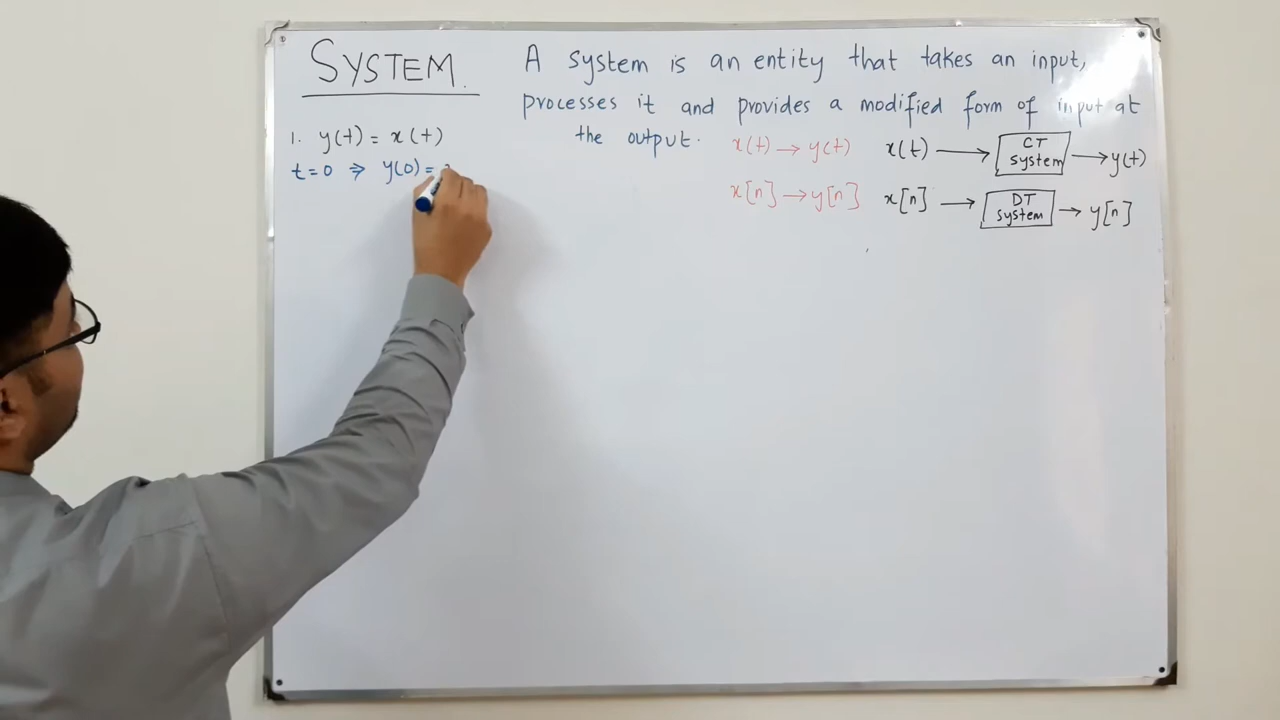 SYSTEM.
A system is an entity that takes an input,
processes it and provides a modified form of input at
the output.
1. y(t) = x(t)
t=0 ⇒ y(0)=
x(t) → y(t)
x[n] → y[n]
x(t) → CT system → y(t)
x[n] → DT system → y[n]